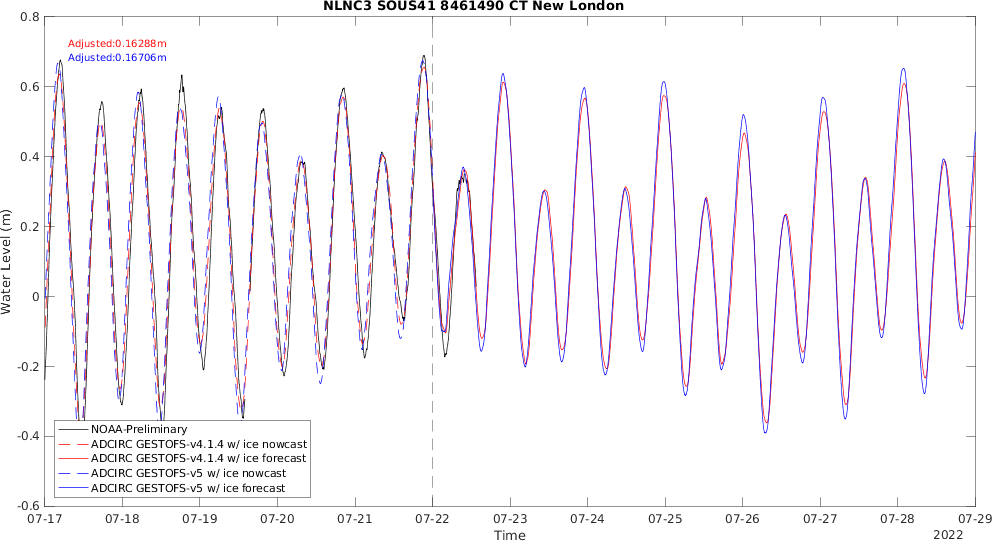 NLNC3 SOUS41 8461490 CT New London
0.8
Adjusted:0.16288m
Adjusted:0.16706m
0.6
0.4
0.2
0
-0.2
-0.4
-0.6
Water Level (m)
NOAA-Preliminary
ADCIRC GESTOFS-v4.1.4 w/ ice nowcast
ADCIRC GESTOFS-v4.1.4 w/ ice forecast
ADCIRC GESTOFS-v5 w/ ice nowcast
ADCIRC GESTOFS-v5 w/ ice forecast
07-17 07-18 07-19 07-20 07-21 07-22 07-23 07-24 07-25 07-26 07-27 07-28 07-29
Time
2022